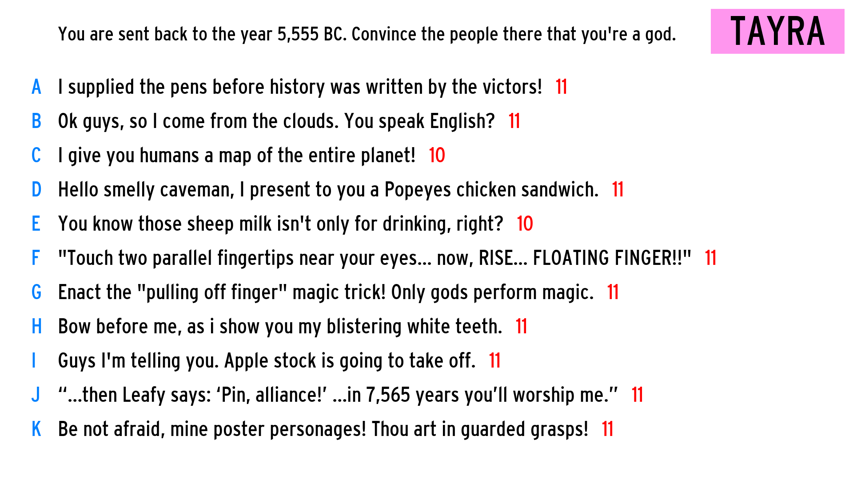 You are sent back to the year 5,555 BC. Convince the people there that you're a god. TAYRA
A I supplied the pens before history was written by the victors! 11
B Ok guys, so I come from the clouds. You speak English? 11
C I give you humans a map of the entire planet! 10
D Hello smelly caveman, I present to you a Popeyes chicken sandwich. 11
E You know those sheep milk isn't only for drinking, right? 10
F "Touch two parallel fingertips near your eyes... now, RISE... FLOATING FINGER!!" 11
G Enact the "pulling off finger" magic trick! Only gods perform magic. 11
H Bow before me, as i show you my blistering white teeth. 11
I Guys I'm telling you. Apple stock is going to take off. 11
J “...then Leafy says: ‘Pin, alliance!’ ...in 7,565 years you’ll worship me.” 11
K Be not afraid, mine poster personages! Thou art in guarded grasps! 11